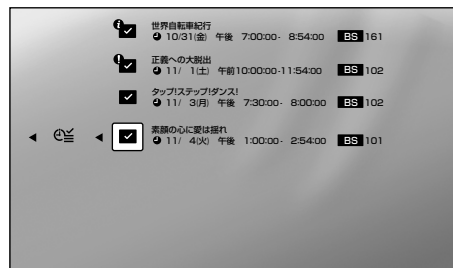 世界自転車紀行
10/31(金) 午後 7:00:00- 8:54:00 BS 161
正義への大脱出
11/ 1(土) 午前10:00:00-11:54:00 BS 102
タップ!ステップ!ダンス!
11/ 3(月) 午後 7:30:00- 8:00:00 BS 102
素顔の心に愛は揺れ
11/ 4(火) 午後 1:00:00- 2:54:00 BS 101